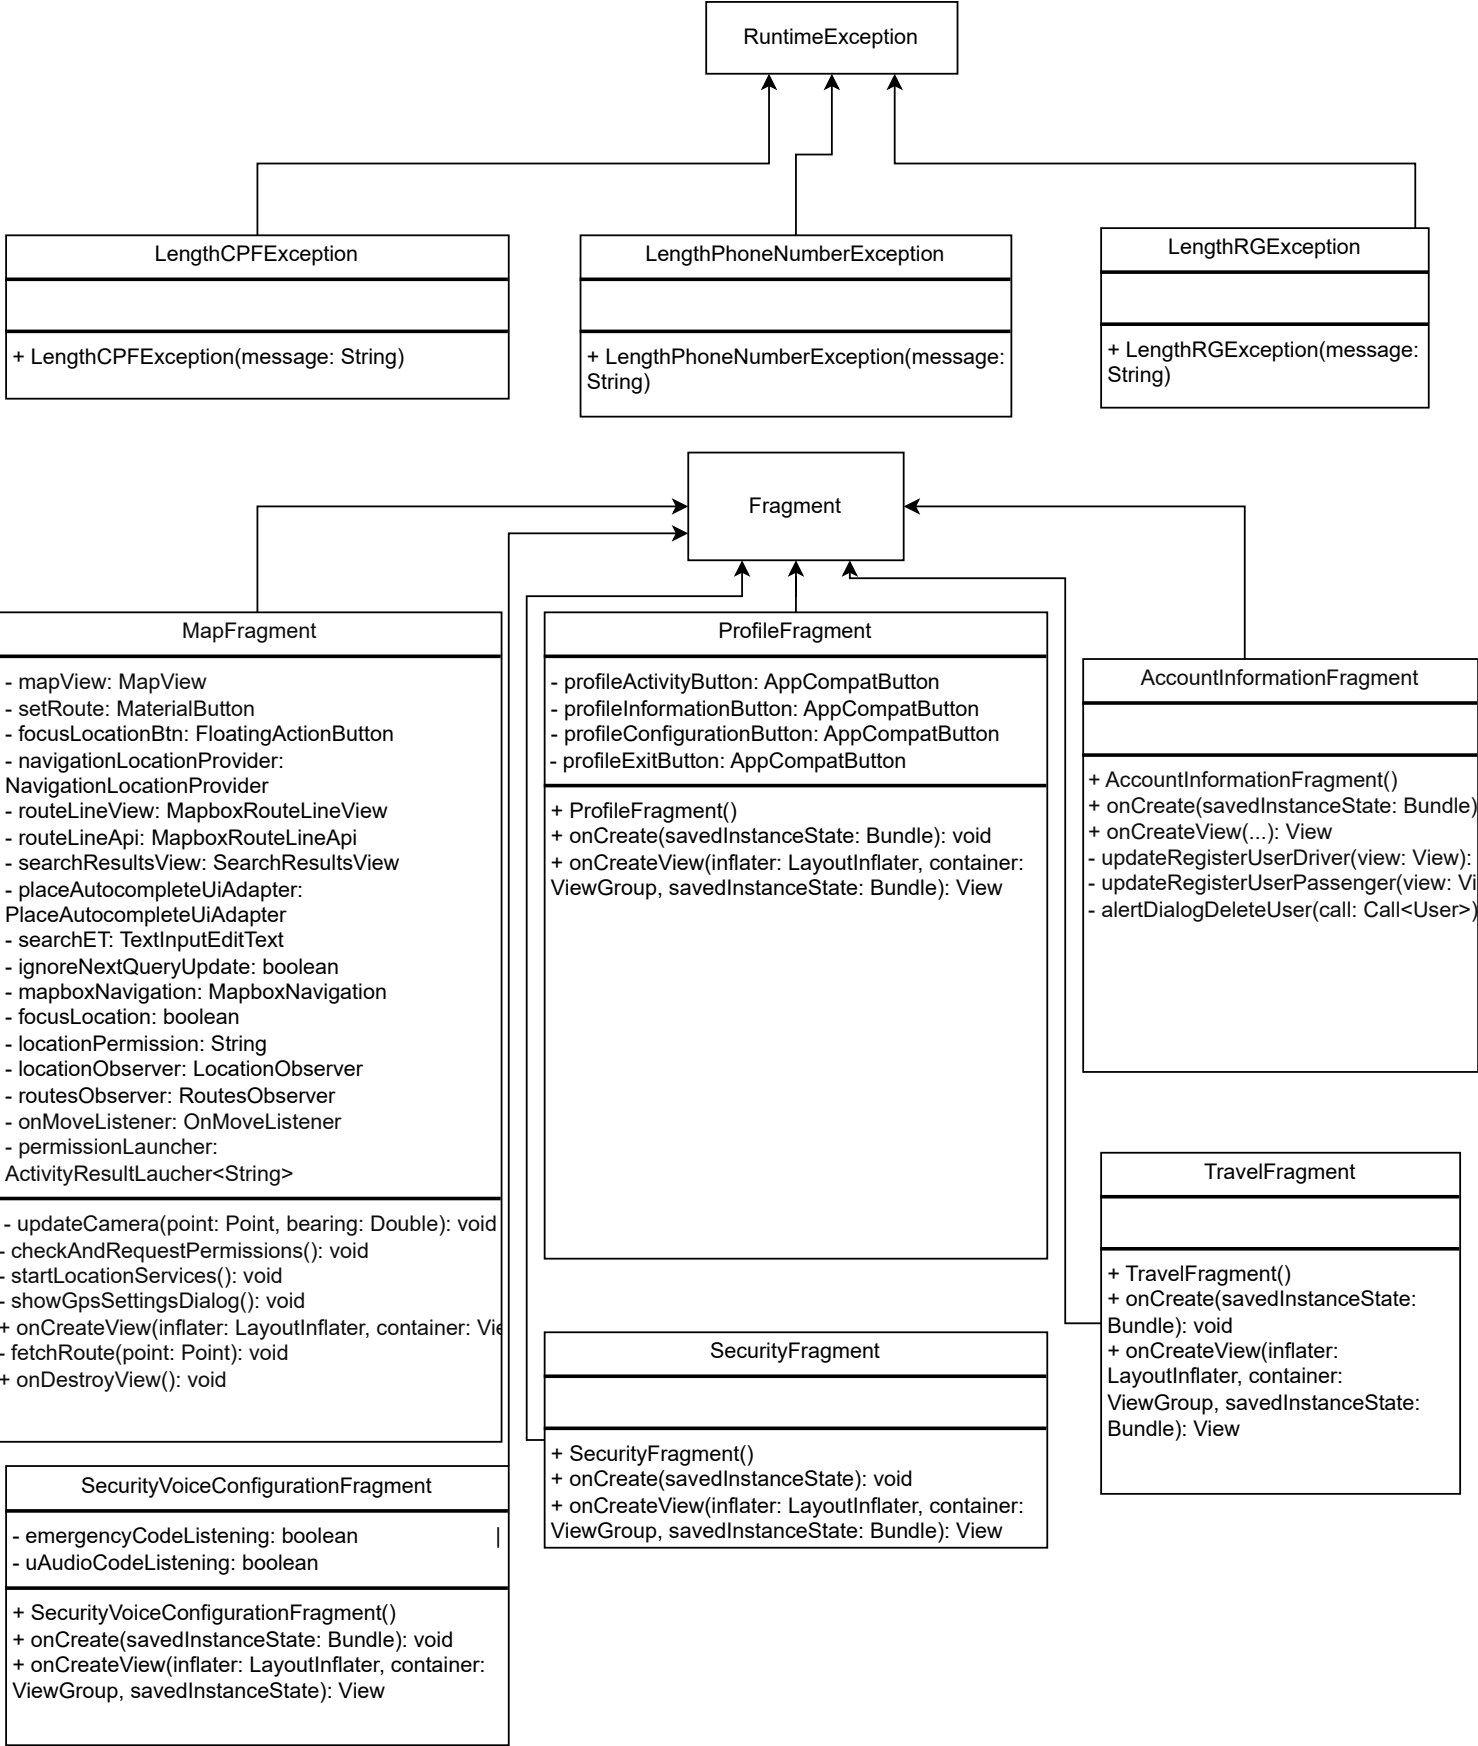 RuntimeException
LengthCPFException
+ LengthCPFException(message: String)
LengthPhoneNumberException
+ LengthPhoneNumberException(message:
String)
LengthRGException
+ LengthRGException(message:
String)
Fragment
MapFragment
- mapView: MapView
- setRoute: MaterialButton
- focusLocationBtn: FloatingActionButton
- navigationLocationProvider:
NavigationLocationProvider
- routeLineView: MapboxRouteLineView
- routeLineApi: MapboxRouteLineApi
- searchResultsView: SearchResultsView
- placeAutocompleteUiAdapter:
PlaceAutocompleteUiAdapter
- searchET: TextInputEditText
- ignoreNextQueryUpdate: boolean
- mapboxNavigation: MapboxNavigation
- focusLocation: boolean
- locationPermission: String
- locationObserver: LocationObserver
- routesObserver: RoutesObserver
- onMoveListener: OnMoveListener
- permissionLauncher:
ActivityResultLaucher<String>
- updateCamera(point: Point, bearing: Double): void
- checkAndRequestPermissions(): void
- startLocationServices(): void
- showGpsSettingsDialog(): void
+ onCreateView(inflater: LayoutInflater, container: Vie
- fetchRoute(point: Point): void
+ onDestroyView(): void
ProfileFragment
- profileActivityButton: AppCompatButton
- profileInformationButton: AppCompatButton
- profileConfigurationButton: AppCompatButton
- profileExitButton: AppCompatButton
+ ProfileFragment()
+ onCreate(savedInstanceState: Bundle): void
+ onCreateView(inflater: LayoutInflater, container:
ViewGroup, savedInstanceState: Bundle): View
AccountInformationFragment
+ AccountInformationFragment()
+ onCreate(savedInstanceState: Bundle)
+ onCreateView(...): View
- updateRegisterUserDriver(view: View):
- updateRegisterUserPassenger(view: Vi
- alertDialogDeleteUser(call: Call<User>)
TravelFragment
+ TravelFragment()
+ onCreate(savedInstanceState:
Bundle): void
+ onCreateView(inflater:
LayoutInflater, container:
ViewGroup, savedInstanceState:
Bundle): View
SecurityFragment
+ SecurityFragment()
+ onCreate(savedInstanceState): void
+ onCreateView(inflater: LayoutInflater, container:
ViewGroup, savedInstanceState: Bundle): View
SecurityVoiceConfigurationFragment
- emergencyCodeListening: boolean |
- uAudioCodeListening: boolean
+ SecurityVoiceConfigurationFragment()
+ onCreate(savedInstanceState: Bundle): void
+ onCreateView(inflater: LayoutInflater, container:
ViewGroup, savedInstanceState): View